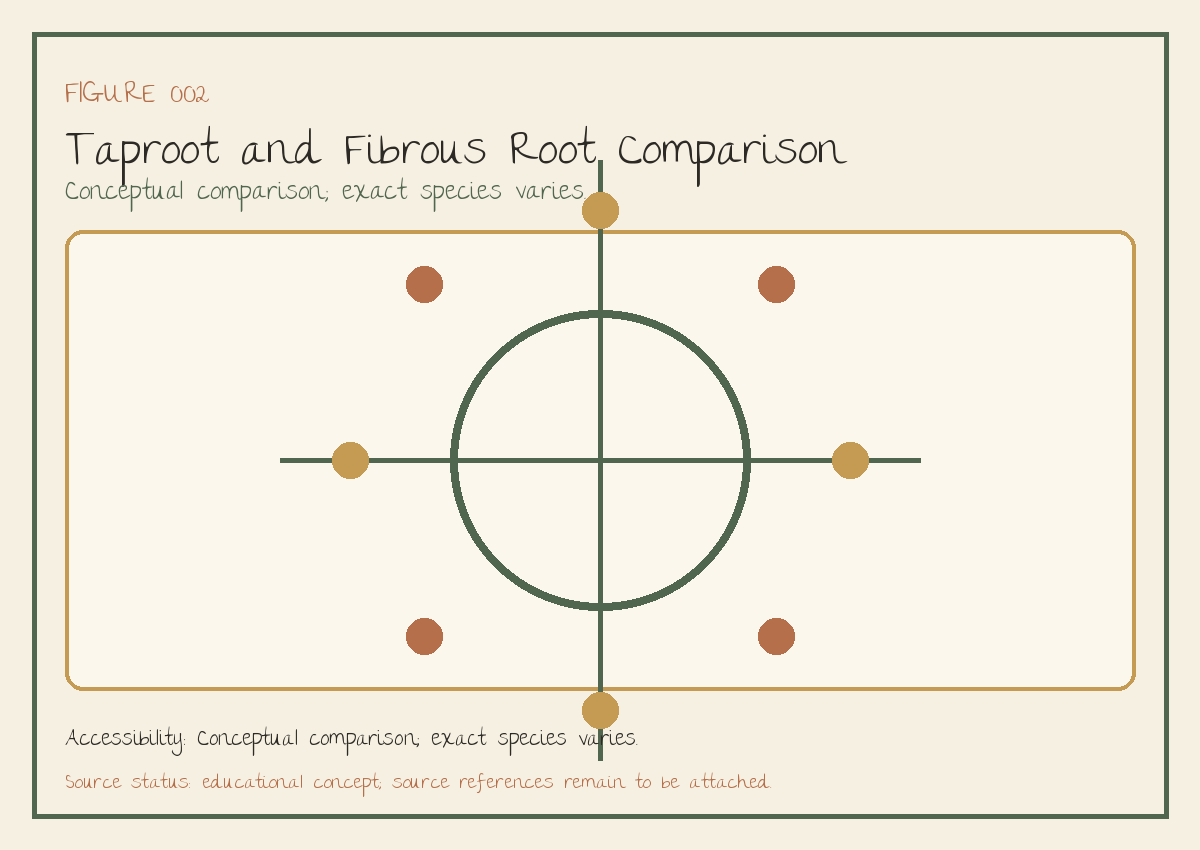 FIGURE 002
Taproot and Fibrous Root Comparison
Conceptual comparison; exact species varies.
Accessibility: Conceptual comparison; exact species varies.
Source status: educational concept; source references remain to be attached.